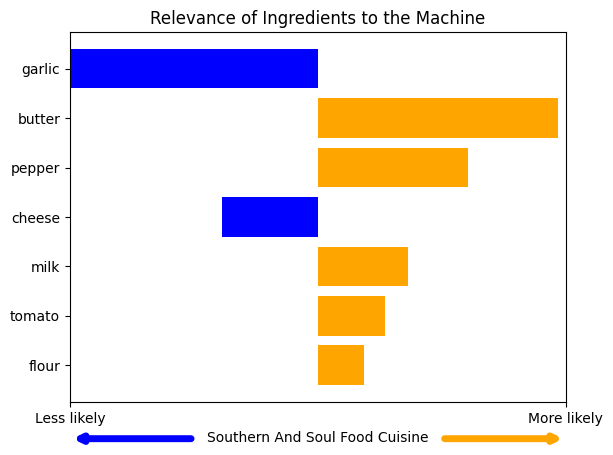 Relevance of Ingredients to the Machine
garlic
butter
pepper
cheese
milk
tomato
flour
Less likely
More likely
Southern And Soul Food Cuisine